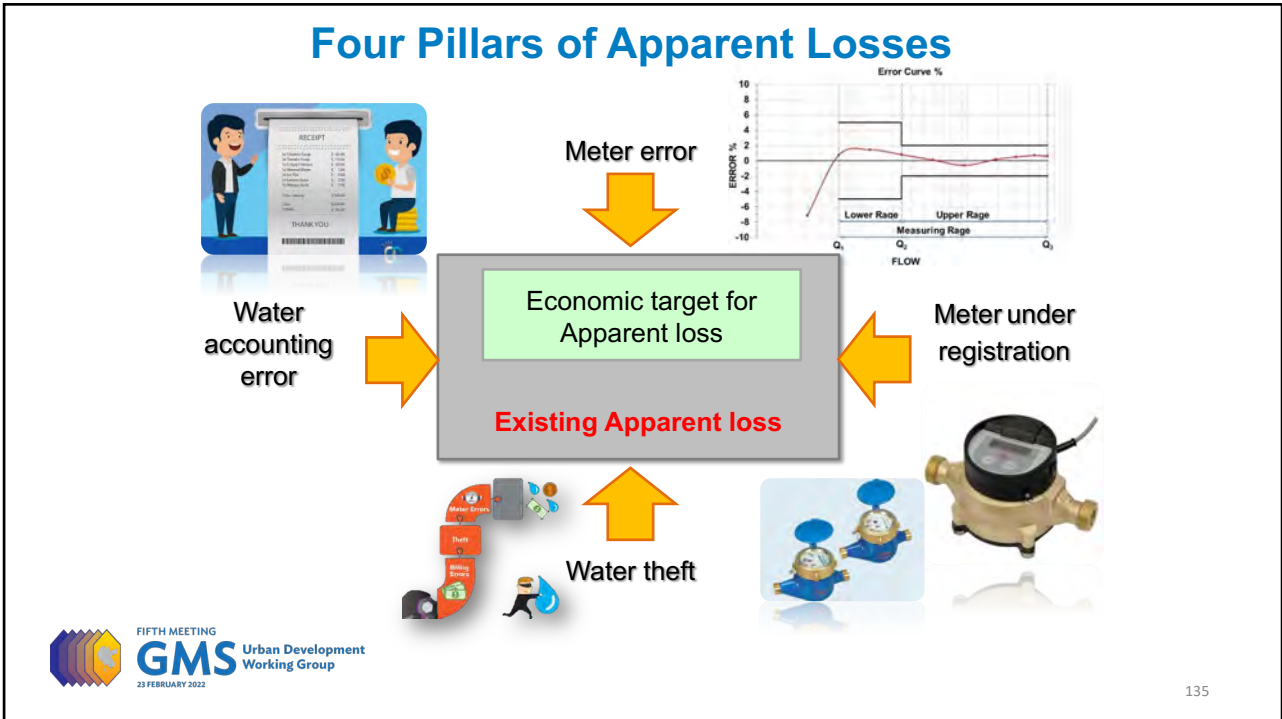 Four Pillars of Apparent Losses
RECEIPT
THANK YOU
Meter error
Error Curve %
ERROR %
10
8
6
4
2
0
-2
-4
-6
-8
-10
Lower Rage Upper Rage
Measuring Rage
Q1 Q2 Q3
FLOW
Water
accounting
error
Economic target for
Apparent loss
Existing Apparent loss
Meter under
registration
Meter Errors
Theft
Billing
Errors
Water theft
FIFTH MEETING
GMS Urban Development
Working Group
23 FEBRUARY 2022
135